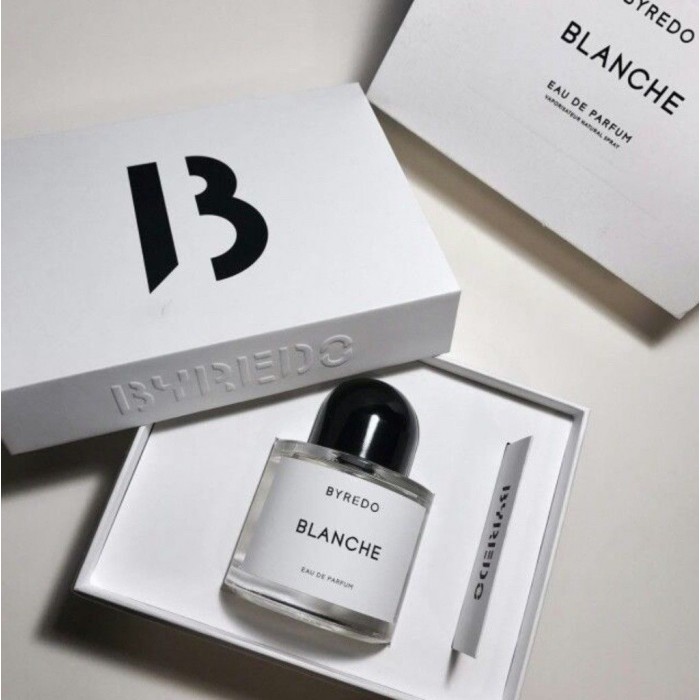 BYREDO
BLANCHE
EAU DE PARFUM
VAPORISATEUR NATURAL SPRAY
B
BYREDO
BYREDO
BLANCHE
EAU DE PARFUM
BYREDO